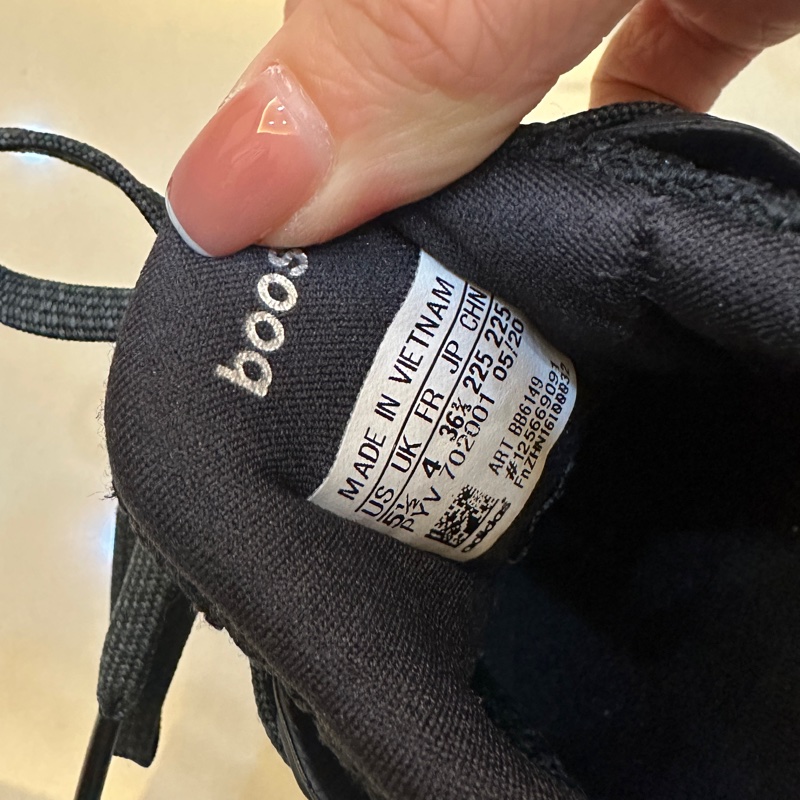 boos
MADE IN VIETNAM
US UK FR JP CHN
5½ 4 36⅔ 225 225
PYV 702001 05/20
ART BB6149
#125669091
adidas